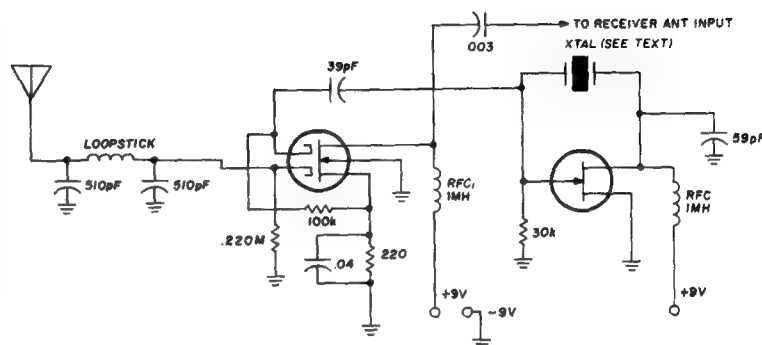 TO RECEIVER ANT INPUT
.003
XTAL (SEE TEXT)
39pF
LOOPSTICK
59pF
510pF
510pF
RFC1
1MH
RFC
1MH
100k
.220M
.04
220
30k
+9V
-9V
+9V